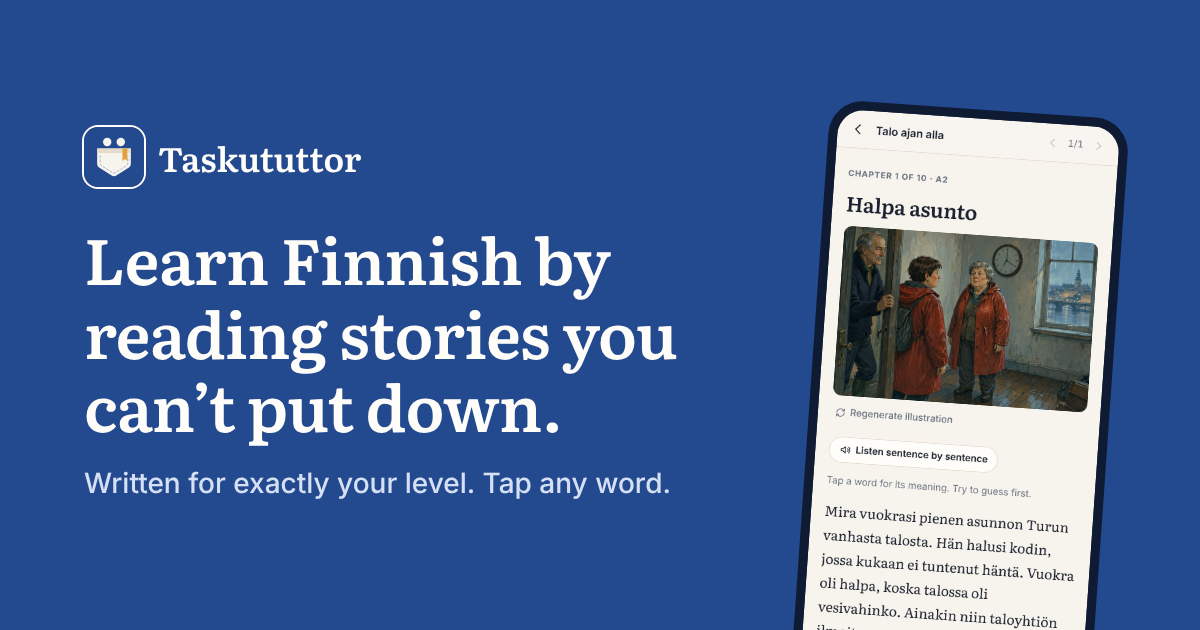 Taskututtor
Learn Finnish by
reading stories you
can’t put down.
Written for exactly your level. Tap any word.
Talo ajan alla
1/1
CHAPTER 1 OF 10 · A2
Halpa asunto
Regenerate illustration
Listen sentence by sentence
Tap a word for its meaning. Try to guess first.
Mira vuokrasi pienen asunnon Turun
vanhasta talosta. Hän halusi kodin,
jossa kukaan ei tuntenut häntä. Vuokra
oli halpa, koska talossa oli
vesivahinko. Ainakin niin taloyhtiön